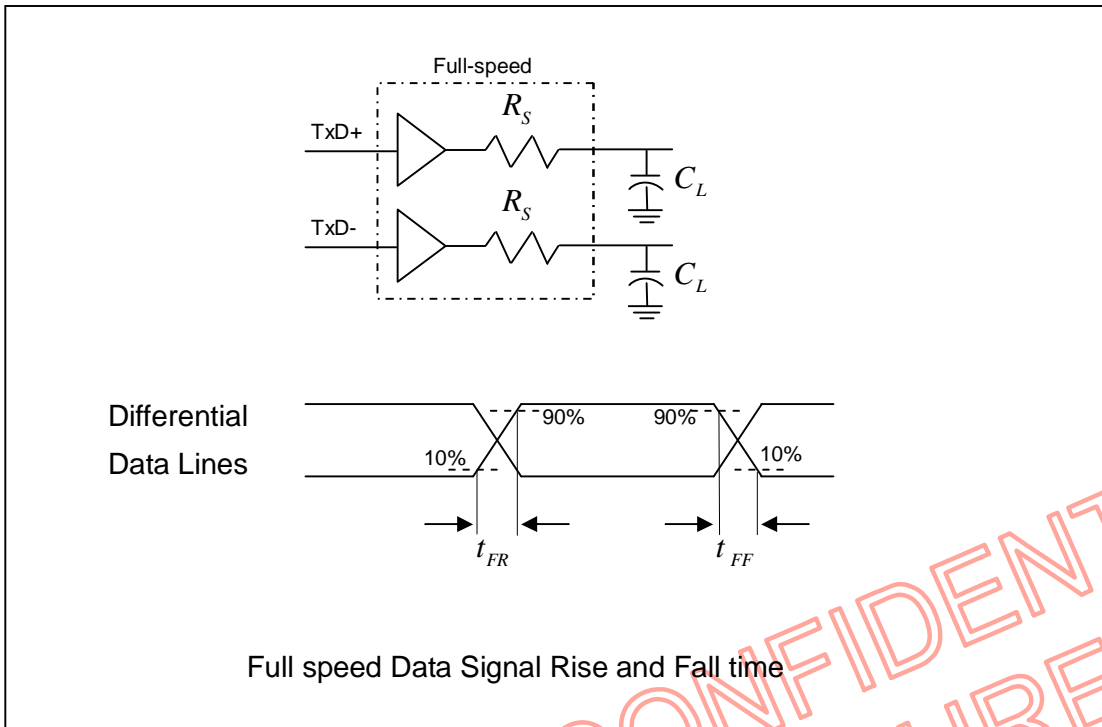 Full-speed
TxD+
R_S
C_L
TxD-
R_S
C_L
Differential
Data Lines
90%
90%
10%
10%
t_FR
t_FF
Full speed Data Signal Rise and Fall time